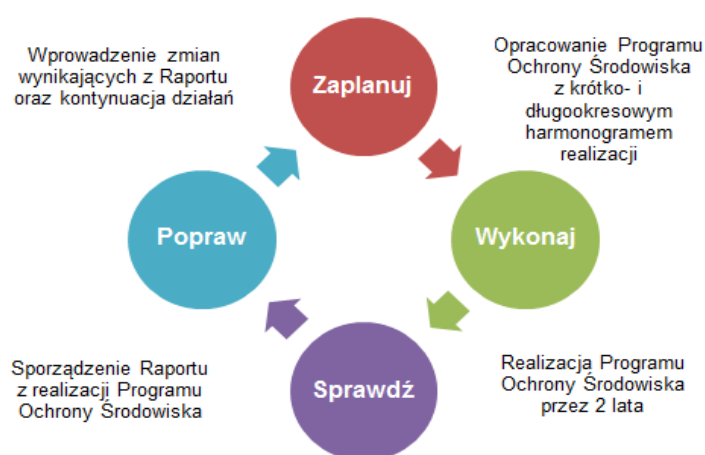 Wprowadzenie zmian
wynikających z Raportu
oraz kontynuacja działań
Zaplanuj
Opracowanie Programu
Ochrony Środowiska
z krótko- i
długookresowym
harmonogramem
realizacji
Popraw
Wykonaj
Sporządzenie Raportu
z realizacji Programu
Ochrony Środowiska
Sprawdź
Realizacja Programu
Ochrony Środowiska
przez 2 lata